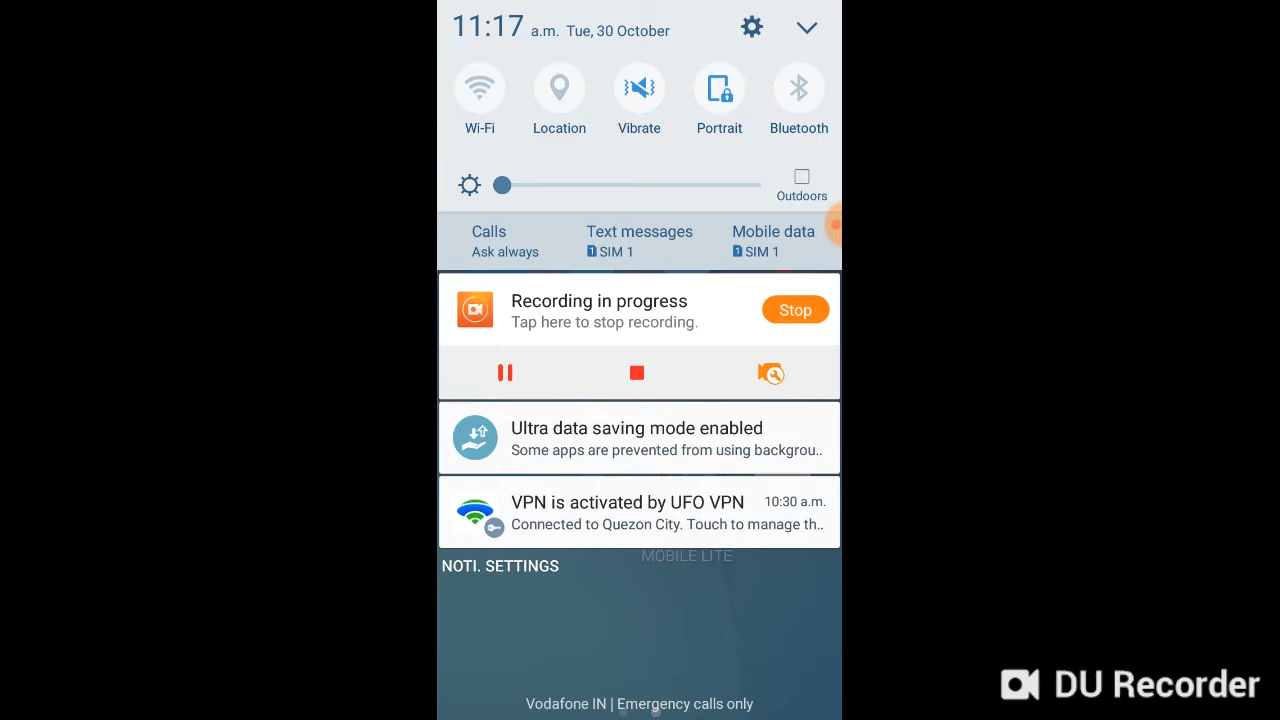 11:17 a.m. Tue, 30 October
Wi-Fi Location Vibrate Portrait Bluetooth
Outdoors
Calls Text messages Mobile data
Ask always 1 SIM 1 1 SIM 1
Recording in progress
Tap here to stop recording.
Stop
Ultra data saving mode enabled
Some apps are prevented from using backgrou..
VPN is activated by UFO VPN 10:30 a.m.
Connected to Quezon City. Touch to manage th..
MOBILE LITE
NOTI. SETTINGS
Vodafone IN | Emergency calls only
DU Recorder